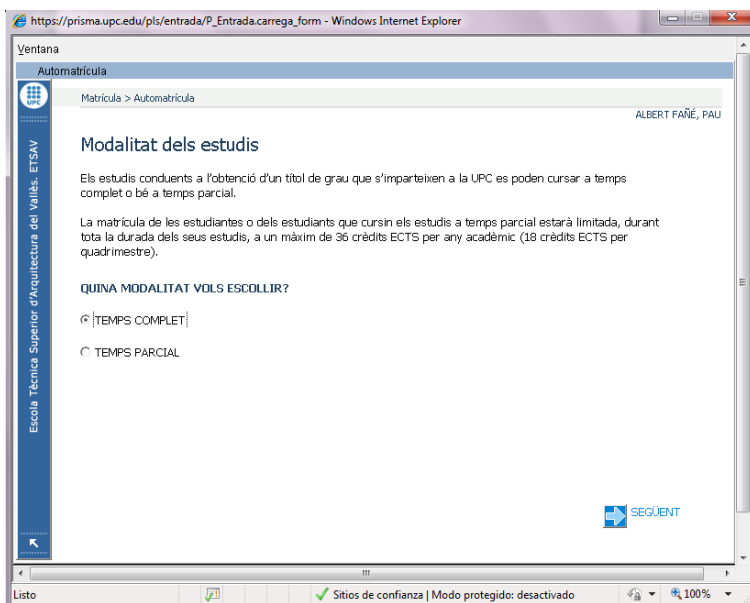 https://prisma.upc.edu/pls/entrada/P_Entrada.carrega_form - Windows Internet Explorer
Ventana
Automatrícula
UPC
Matrícula > Automatrícula
ALBERT FAÑÉ, PAU
Escola Tècnica Superior d'Arquitectura del Vallès. ETSAV
Modalitat dels estudis
Els estudis conduents a l'obtenció d'un títol de grau que s'imparteixen a la UPC es poden cursar a temps
complet o bé a temps parcial.
La matrícula de les estudiantes o dels estudiants que cursin els estudis a temps parcial estarà limitada, durant
tota la durada dels seus estudis, a un màxim de 36 crèdits ECTS per any acadèmic (18 crèdits ECTS per
quadrimestre).
QUINA MODALITAT VOLS ESCOLLIR?
TEMPS COMPLET
TEMPS PARCIAL
SEGÜENT
Listo
Sitios de confianza | Modo protegido: desactivado
100%